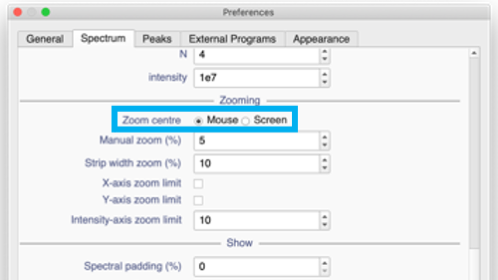 Preferences
General Spectrum Peaks External Programs Appearance
N 4
intensity 1e7
Zooming
Zoom centre Mouse Screen
Manual zoom (%) 5
Strip width zoom (%) 10
X-axis zoom limit
Y-axis zoom limit
Intensity-axis zoom limit 10
Show
Spectral padding (%) 0